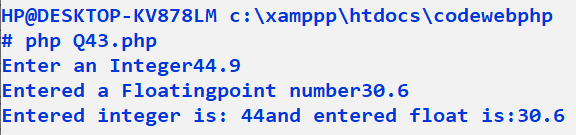 HP@DESKTOP-KV878LM c:\xamppp\htdocs\codewebphp
# php Q43.php
Enter an Integer44.9
Entered a Floatingpoint number30.6
Entered integer is: 44and entered float is:30.6